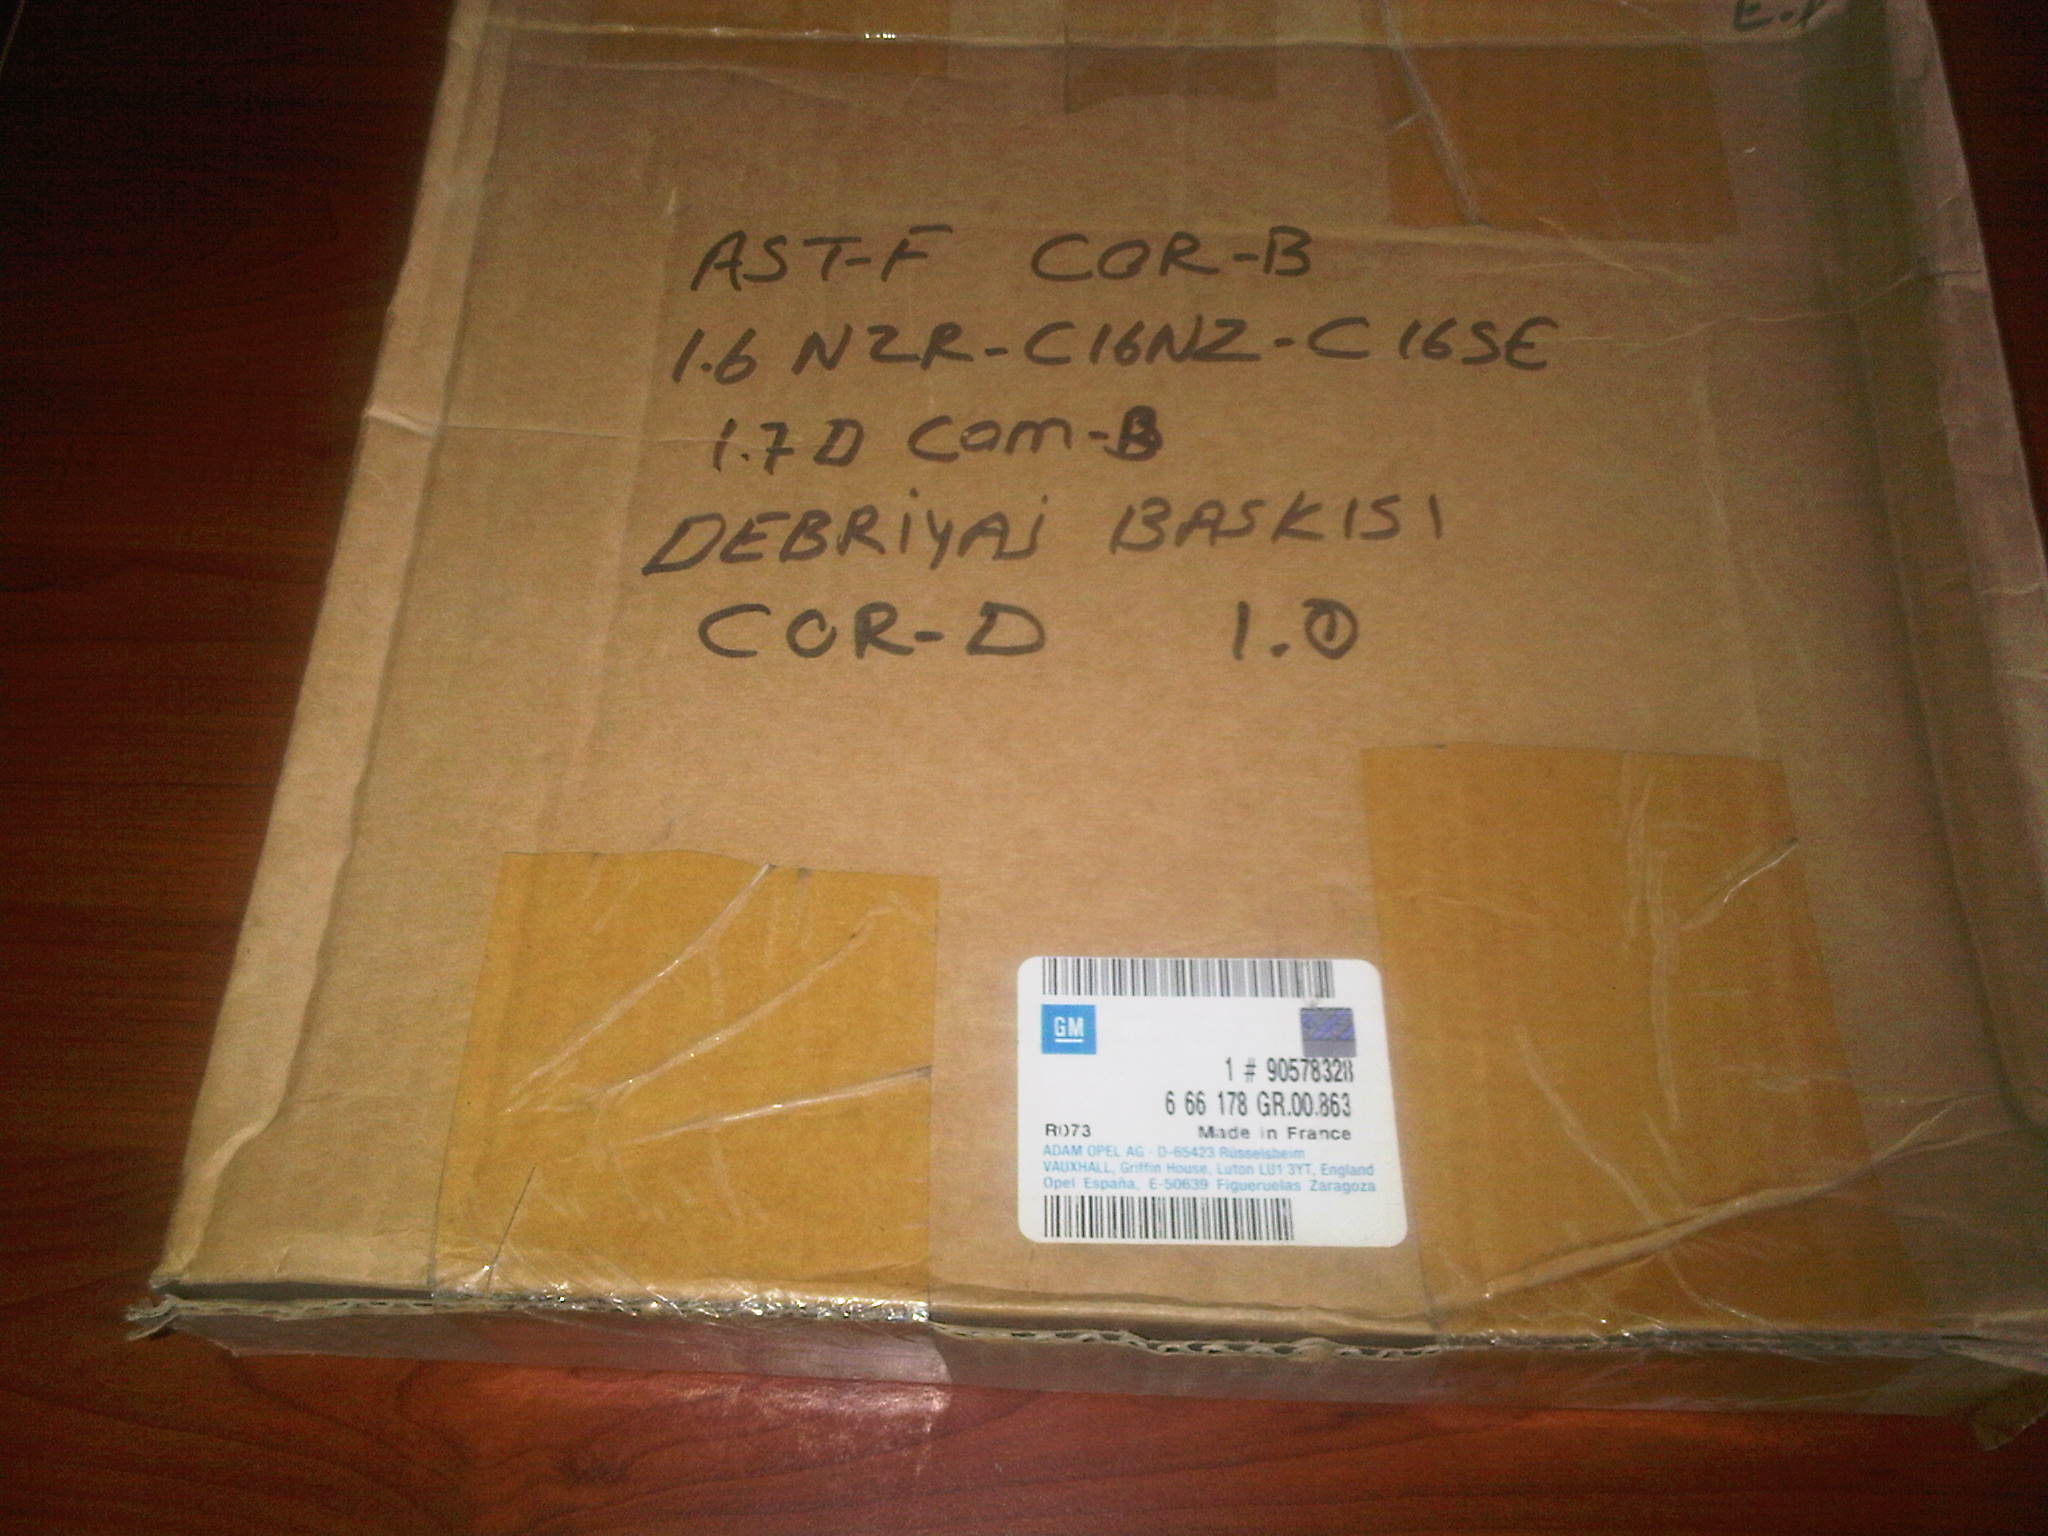 AST-F COR-B
1.6 NZR-C16NZ-C16SE
1.7D Com-B
DEBRİYAj BASKISI
COR-D 1.0
GM
1 # 90578328
6 66 178 GR.00.863
R073 Made in France
ADAM OPEL AG - D-65423 Rüsselsheim
VAUXHALL, Griffin House, Luton LU1 3YT, England
Opel España, E-50639 Figueruelas Zaragoza